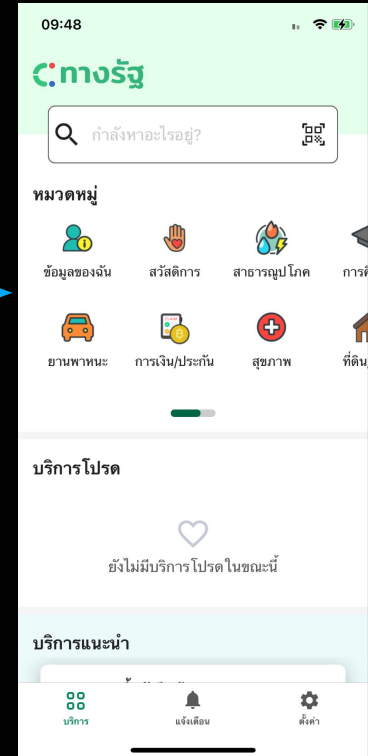 09:48
ทางรัฐ
กำลังหาอะไรอยู่?
หมวดหมู่
ข้อมูลของฉัน สวัสดิการ สาธารณูปโภค
ยานพาหนะ การเงิน/ประกัน สุขภาพ ที่ดิน
บริการโปรด
ยังไม่มีบริการโปรดในขณะนี้
บริการแนะนำ
บริการ แจ้งเตือน ตั้งค่า